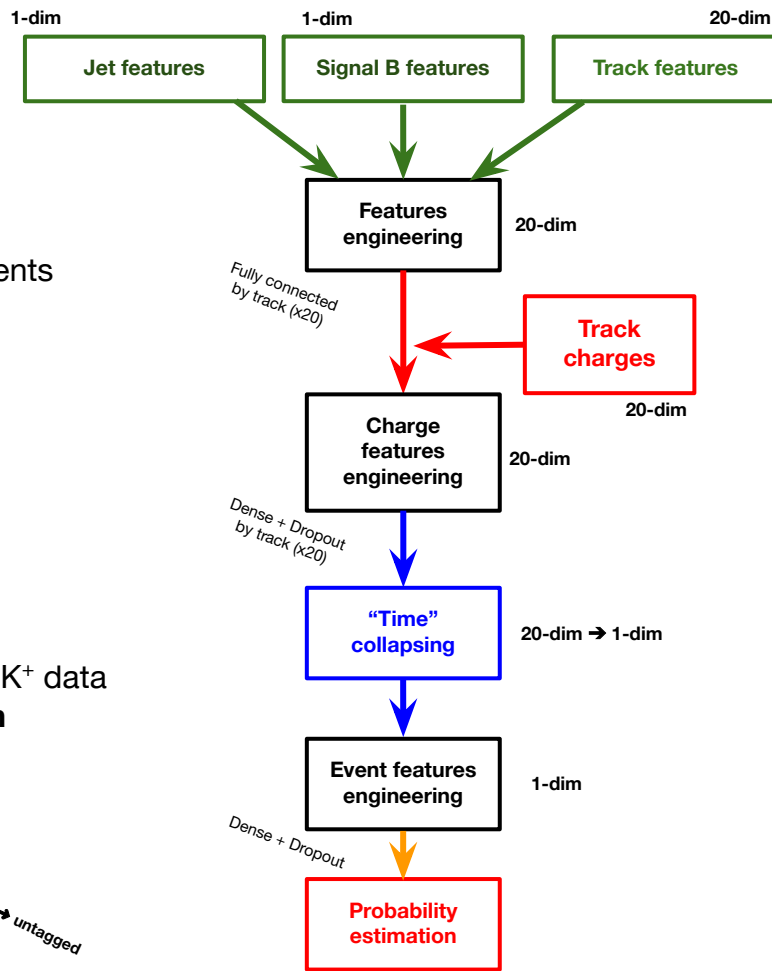 1-dim
1-dim
20-dim
Jet features
Signal B features
Track features
Features
engineering
20-dim
ents
Fully connected
by track (x20)
Track
charges
20-dim
Charge
features
engineering
20-dim
Dense + Dropout
by track (x20)
“Time”
collapsing
20-dim ➔ 1-dim
K⁺ data
Event features
engineering
1-dim
Dense + Dropout
Probability
estimation
➔ untagged